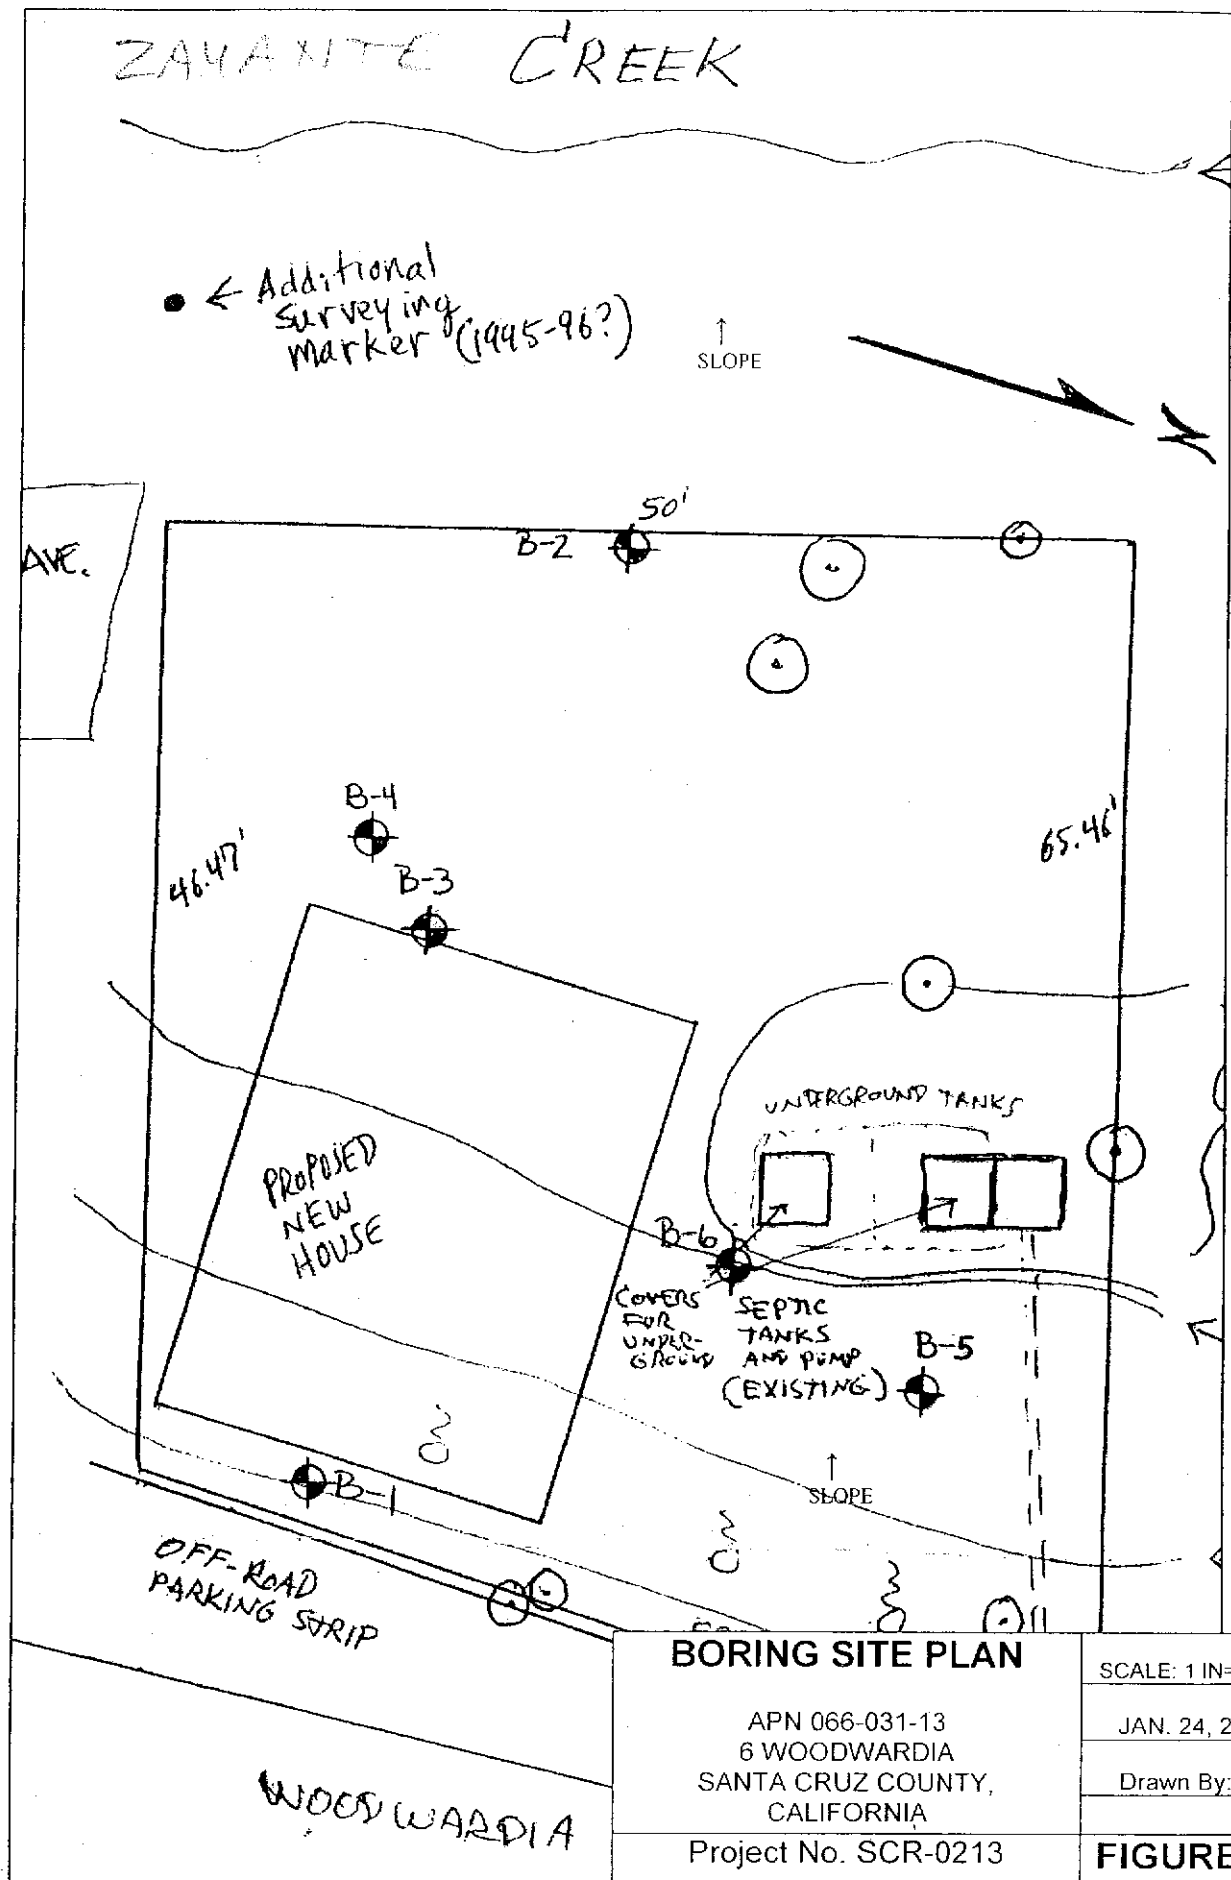 ZAYANTE CREEK
← Additional
surveying
marker (1995-96?)
↑
SLOPE
N
AVE.
50'
B-2
B-4
B-3
46.47'
65.46'
UNDERGROUND TANKS
PROPOSED
NEW
HOUSE
B-6
COVERS
FOR
UNDER-
GROUND
SEPTIC
TANKS
AND PUMP
(EXISTING)
B-5
↑
SLOPE
B-1
OFF-ROAD
PARKING STRIP
WOODWARDIA
BORING SITE PLAN
APN 066-031-13
6 WOODWARDIA
SANTA CRUZ COUNTY,
CALIFORNIA
Project No. SCR-0213
SCALE: 1 IN=
JAN. 24, 2
Drawn By:
FIGURE